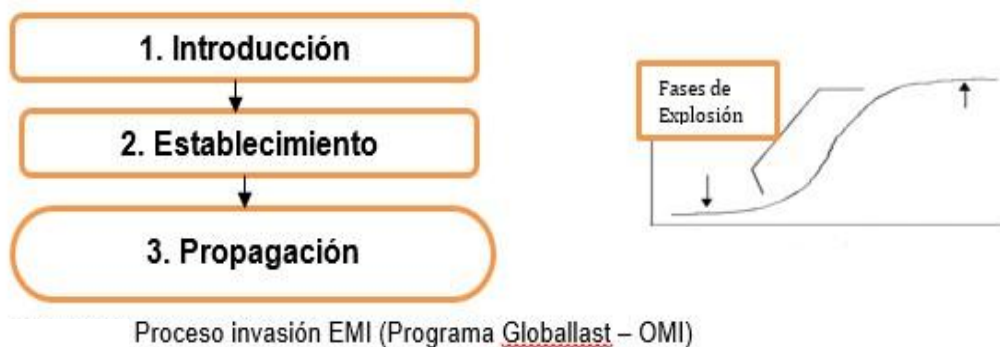 1. Introducción
2. Establecimiento
3. Propagación
Fases de
Explosión
Proceso invasión EMI (Programa Globallast – OMI)